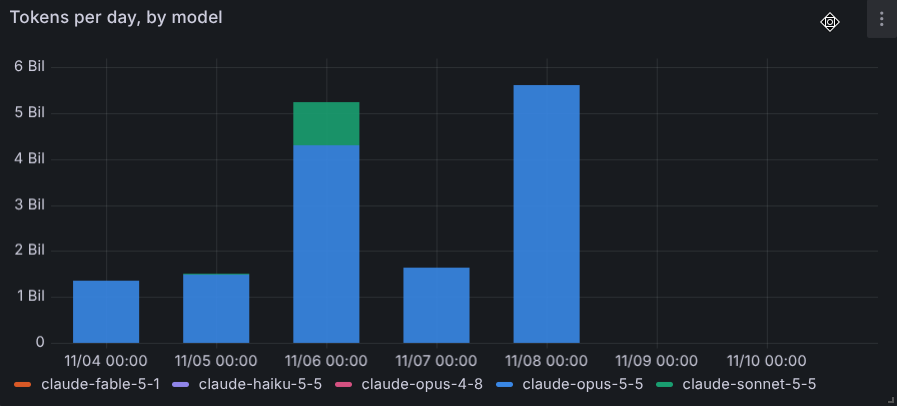 Tokens per day, by model
6 Bil
5 Bil
4 Bil
3 Bil
2 Bil
1 Bil
0
11/04 00:00 11/05 00:00 11/06 00:00 11/07 00:00 11/08 00:00 11/09 00:00 11/10 00:00
claude-fable-5-1 claude-haiku-5-5 claude-opus-4-8 claude-opus-5-5 claude-sonnet-5-5